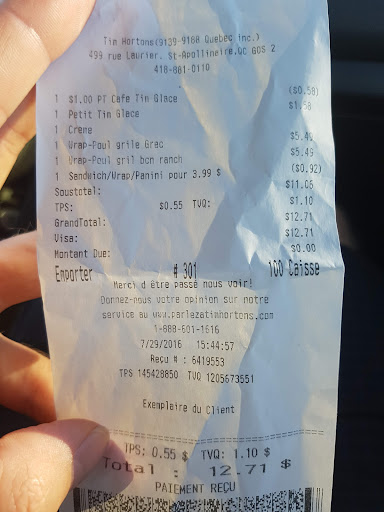 Tim Hortons(9139-9188 Quebec inc.)
499 rue Laurier, St-Apollinaire,QC G0S 2
418-881-0110
1 $1.00 PT Cafe Tim Glace ($0.58)
1 Petit Tim Glace $1.58
1 Creme
1 Wrap-Poul grile Grec $5.49
1 Wrap-Poul gril bcn ranch $5.49
1 Sandwich/Wrap/Panini pour 3.99 $ ($0.92)
Soustotal: $11.06
TPS: $0.55 TVQ: $1.10
GrandTotal: $12.71
Visa: $12.71
Montant Due: $0.00
Emporter # 301 100 Caisse
Merci d être passé nous voir!
Donnez-nous votre opinion sur notre
service au www.parlezatimhortons.com
1-888-601-1616
7/29/2016 15:44:57
Reçu # : 6419553
TPS 145428850 TVQ 1205673551
Exemplaire du Client
TPS: 0.55 $ TVQ: 1.10 $
Total : 12.71 $
PAIEMENT RECU